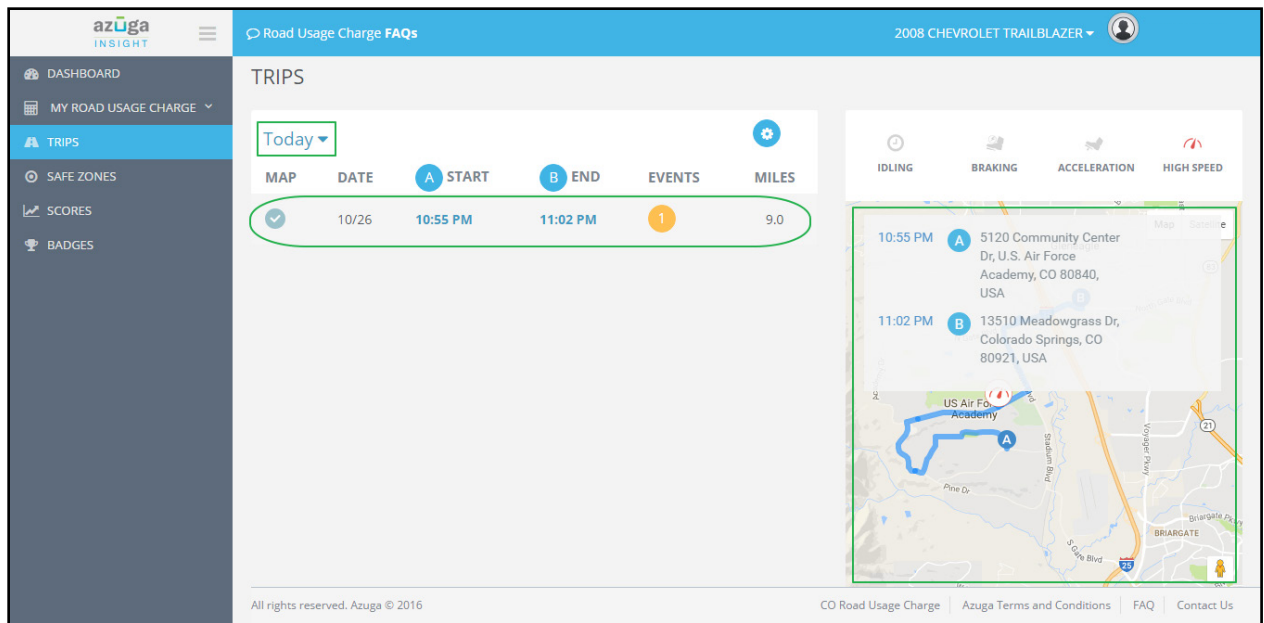 azūga
INSIGHT
Road Usage Charge FAQs
2008 CHEVROLET TRAILBLAZER
DASHBOARD
MY ROAD USAGE CHARGE
TRIPS
SAFE ZONES
SCORES
BADGES
TRIPS
Today
MAP DATE A START B END EVENTS MILES
10/26 10:55 PM 11:02 PM 1 9.0
IDLING BRAKING ACCELERATION HIGH SPEED
Map Satellite
10:55 PM A 5120 Community Center
Dr, U.S. Air Force
Academy, CO 80840,
USA
B
11:02 PM B 13510 Meadowgrass Dr,
Colorado Springs, CO
80921, USA
US Air For
Academy
A
21
Stadium Blvd
Voyager Pkwy
Pine Dr
Briargate Pkwy
BRIARGATE
S Gate Blvd
25
All rights reserved. Azuga © 2016
CO Road Usage Charge Azuga Terms and Conditions FAQ Contact Us